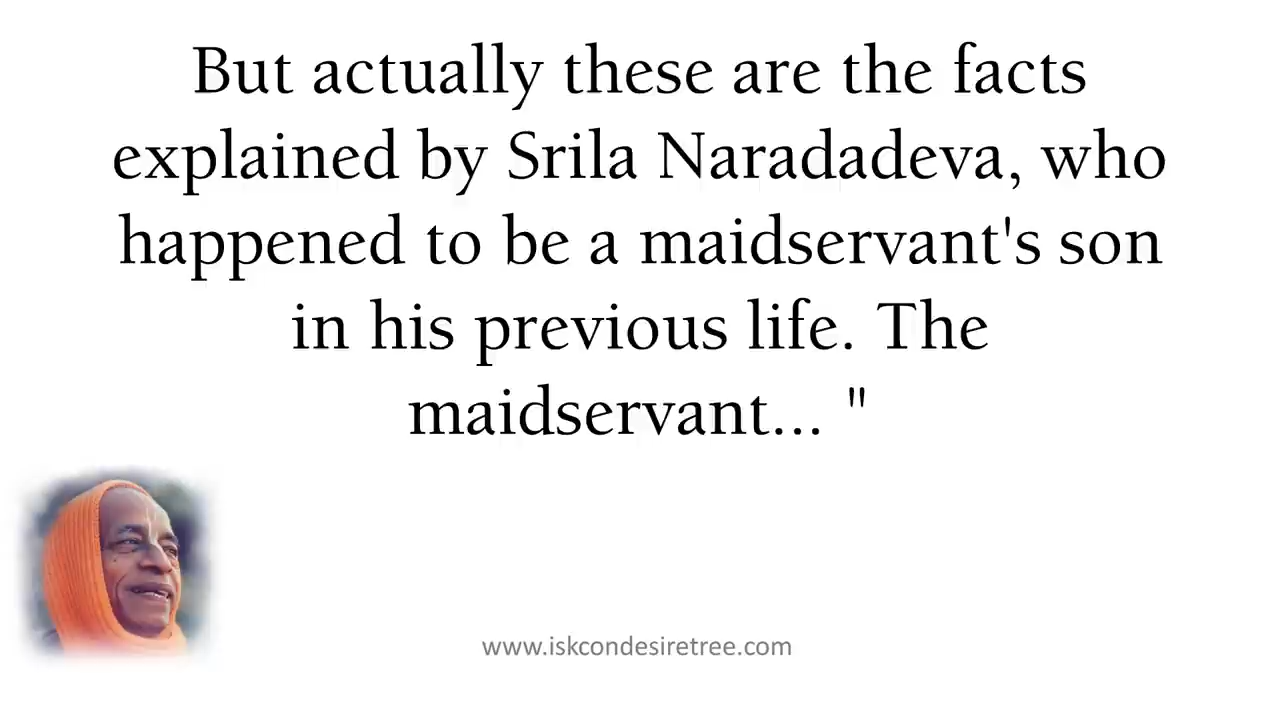 But actually these are the facts
explained by Srila Naradadeva, who
happened to be a maidservant's son
in his previous life. The
maidservant... "
www.iskcondesiretree.com